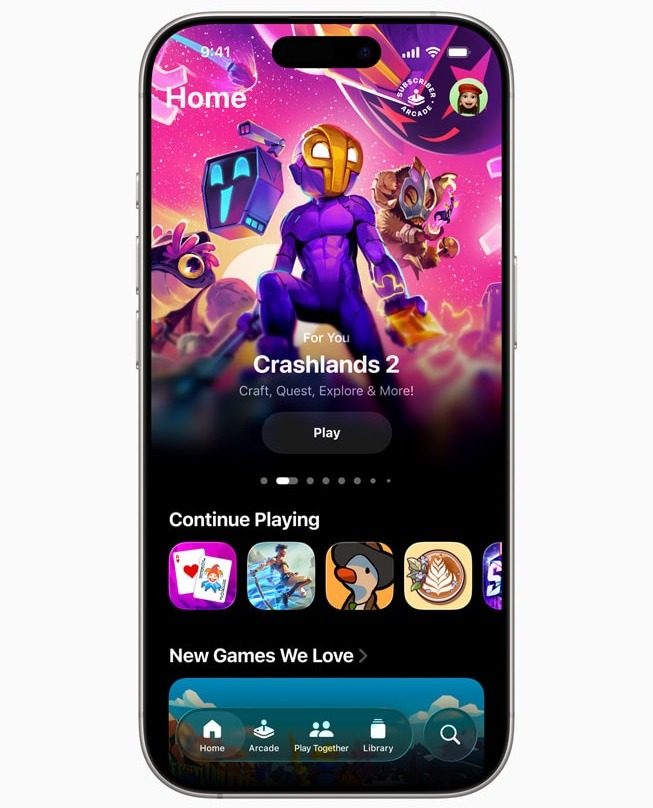 9:41
Home
SUBSCRIBER
ARCADE
For You
Crashlands 2
Craft, Quest, Explore & More!
Play
Continue Playing
New Games We Love
Home
Arcade
Play Together
Library